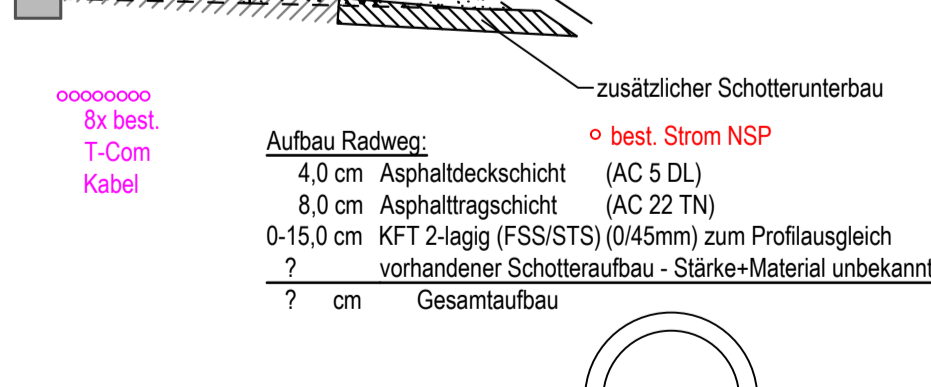 zusätzlicher Schotterunterbau
8x best.
T-Com
Kabel
best. Strom NSP
Aufbau Radweg:
4,0 cm Asphaltdeckschicht (AC 5 DL)
8,0 cm Asphalttragschicht (AC 22 TN)
0-15,0 cm KFT 2-lagig (FSS/STS) (0/45mm) zum Profilausgleich
? vorhandener Schotteraufbau - Stärke+Material unbekannt
? cm Gesamtaufbau